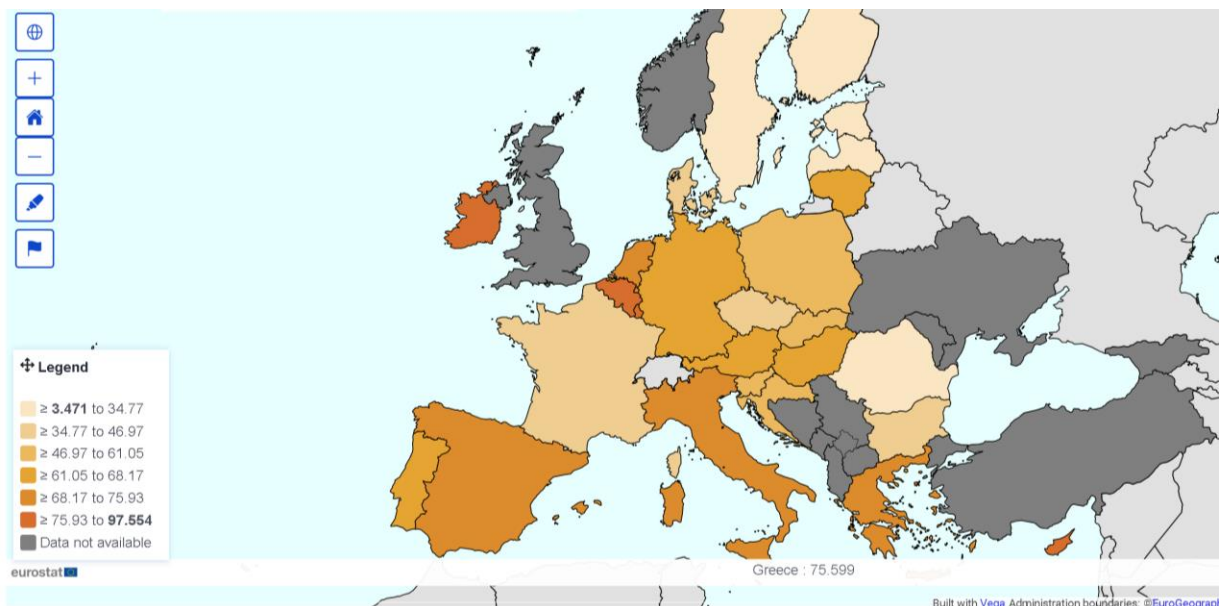 Legend
≥ 3.471 to 34.77
≥ 34.77 to 46.97
≥ 46.97 to 61.05
≥ 61.05 to 68.17
≥ 68.17 to 75.93
≥ 75.93 to 97.554
Data not available
eurostat
Greece : 75.599
Built with Vega Administration boundaries: ©EuroGeograph